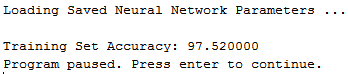 Loading Saved Neural Network Parameters ...
Training Set Accuracy: 97.520000
Program paused. Press enter to continue.